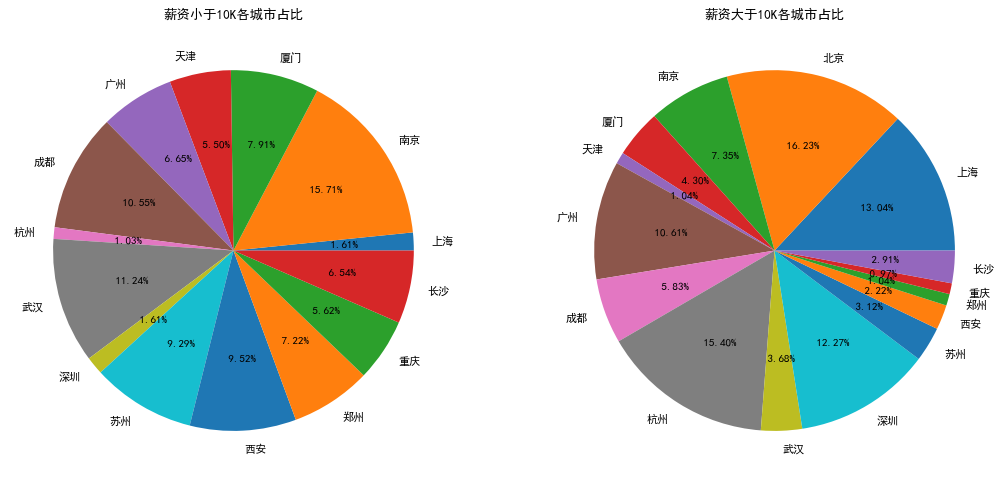 薪资小于10K各城市占比
上海
1.61%
南京
15.71%
厦门
7.91%
天津
5.50%
广州
6.65%
成都
10.55%
杭州
1.03%
武汉
11.24%
深圳
1.61%
苏州
9.29%
西安
9.52%
郑州
7.22%
重庆
5.62%
长沙
6.54%
薪资大于10K各城市占比
上海
13.04%
北京
16.23%
南京
7.35%
厦门
4.30%
天津
1.04%
广州
10.61%
成都
5.83%
杭州
15.40%
武汉
3.68%
深圳
12.27%
苏州
3.12%
西安
2.22%
郑州
1.04%
重庆
0.97%
长沙
2.91%